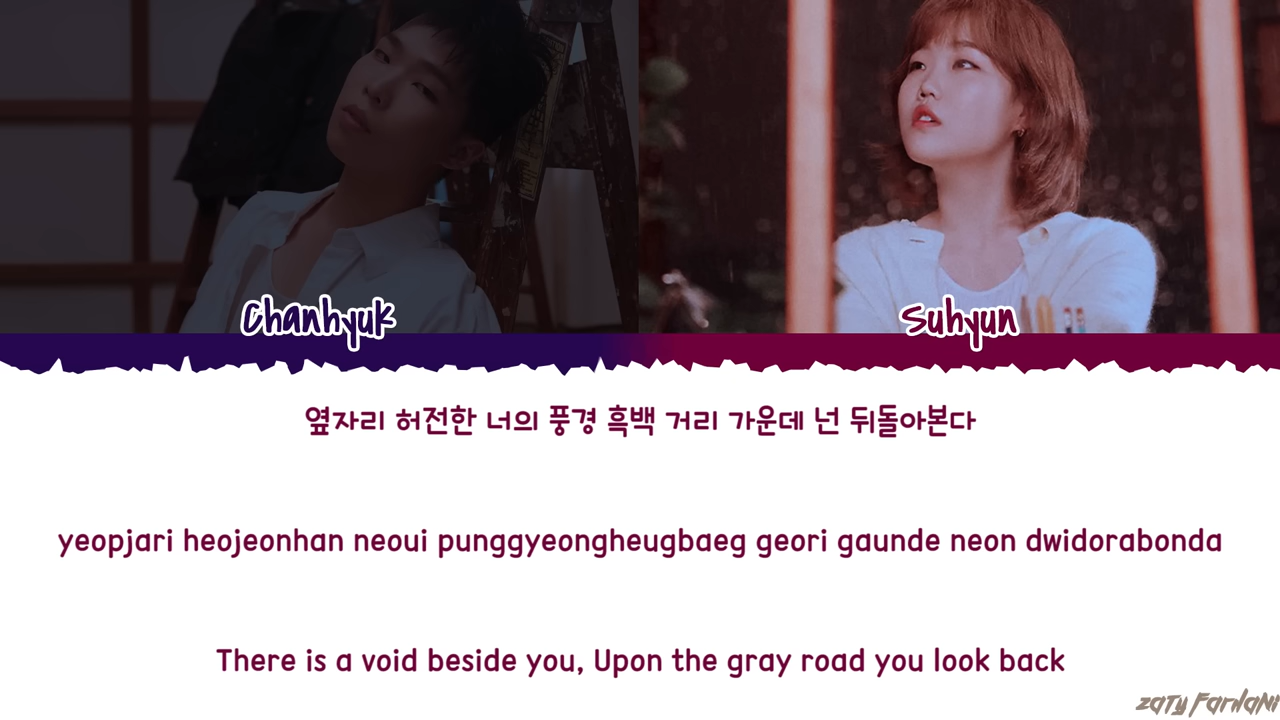 Chanhyuk
Suhyun
옆자리 허전한 너의 풍경 흑백 거리 가운데 넌 뒤돌아본다
yeopjari heojeonhan neoui punggyeongheugbaeg geori gaunde neon dwidorabonda
There is a void beside you, Upon the gray road you look back
zaty Farilani